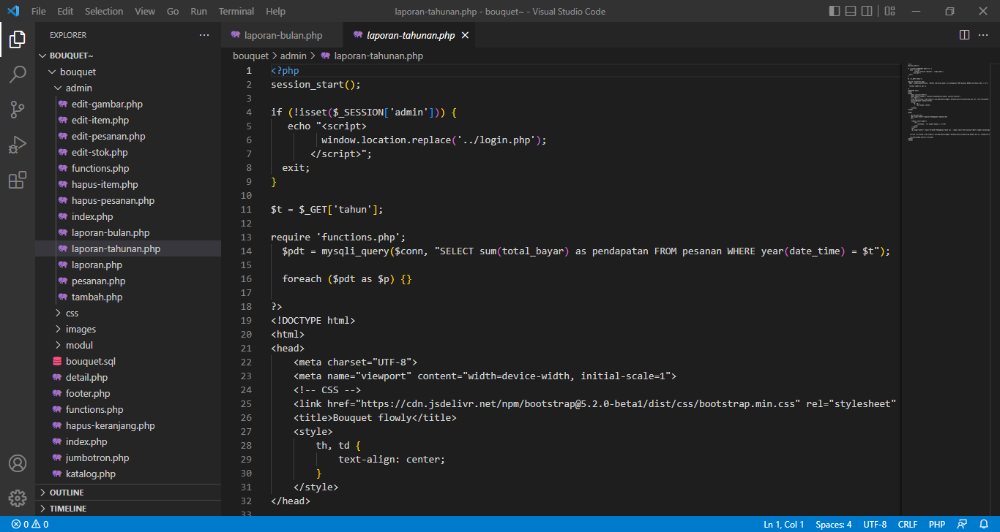 File Edit Selection View Go Run Terminal Help laporan-tahunan.php - bouquet~ - Visual Studio Code
EXPLORER
BOUQUET~
bouquet
admin
edit-gambar.php
edit-item.php
edit-pesanan.php
edit-stok.php
functions.php
hapus-item.php
hapus-pesanan.php
index.php
laporan-bulan.php
laporan-tahunan.php
laporan.php
pesanan.php
tambah.php
css
images
modul
bouquet.sql
detail.php
footer.php
functions.php
hapus-keranjang.php
index.php
jumbotron.php
katalog.php
OUTLINE
TIMELINE
laporan-bulan.php laporan-tahunan.php
bouquet > admin > laporan-tahunan.php
1 <?php
2 session_start();
3
4 if (!isset($_SESSION['admin'])) {
5 echo "<script>
6 window.location.replace('../login.php');
7 </script>";
8 exit;
9 }
10
11 $t = $_GET['tahun'];
12
13 require 'functions.php';
14 $pdt = mysqli_query($conn, "SELECT sum(total_bayar) as pendapatan FROM pesanan WHERE year(date_time) = $t");
15
16 foreach ($pdt as $p) {}
17
18 ?>
19 <!DOCTYPE html>
20 <html>
21 <head>
22 <meta charset="UTF-8">
23 <meta name="viewport" content="width=device-width, initial-scale=1">
24 <!-- CSS -->
25 <link href="https://cdn.jsdelivr.net/npm/bootstrap@5.2.0-beta1/dist/css/bootstrap.min.css" rel="stylesheet"
26 <title>Bouquet flowly</title>
27 <style>
28 th, td {
29 text-align: center;
30 }
31 </style>
32 </head>
33
0 0 Ln 1, Col 1 Spaces: 4 UTF-8 CRLF PHP